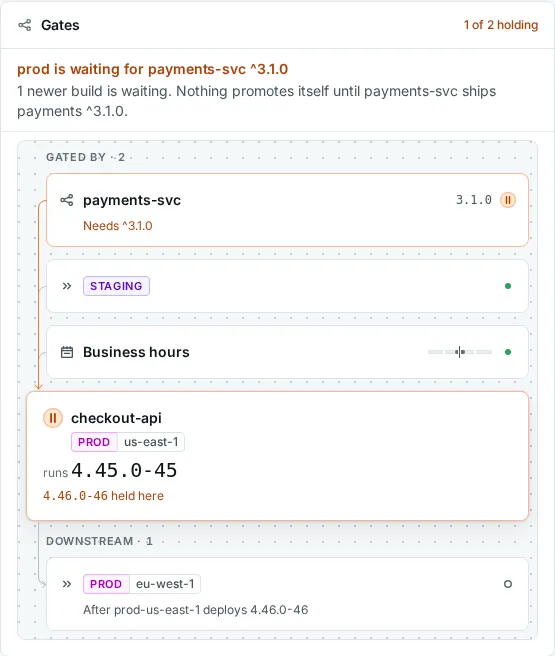 Gates
1 of 2 holding
prod is waiting for payments-svc ^3.1.0
1 newer build is waiting. Nothing promotes itself until payments-svc ships
payments ^3.1.0.
GATED BY · 2
payments-svc
3.1.0
Needs ^3.1.0
STAGING
Business hours
checkout-api
PROD us-east-1
runs 4.45.0-45
4.46.0-46 held here
DOWNSTREAM · 1
PROD eu-west-1
After prod-us-east-1 deploys 4.46.0-46